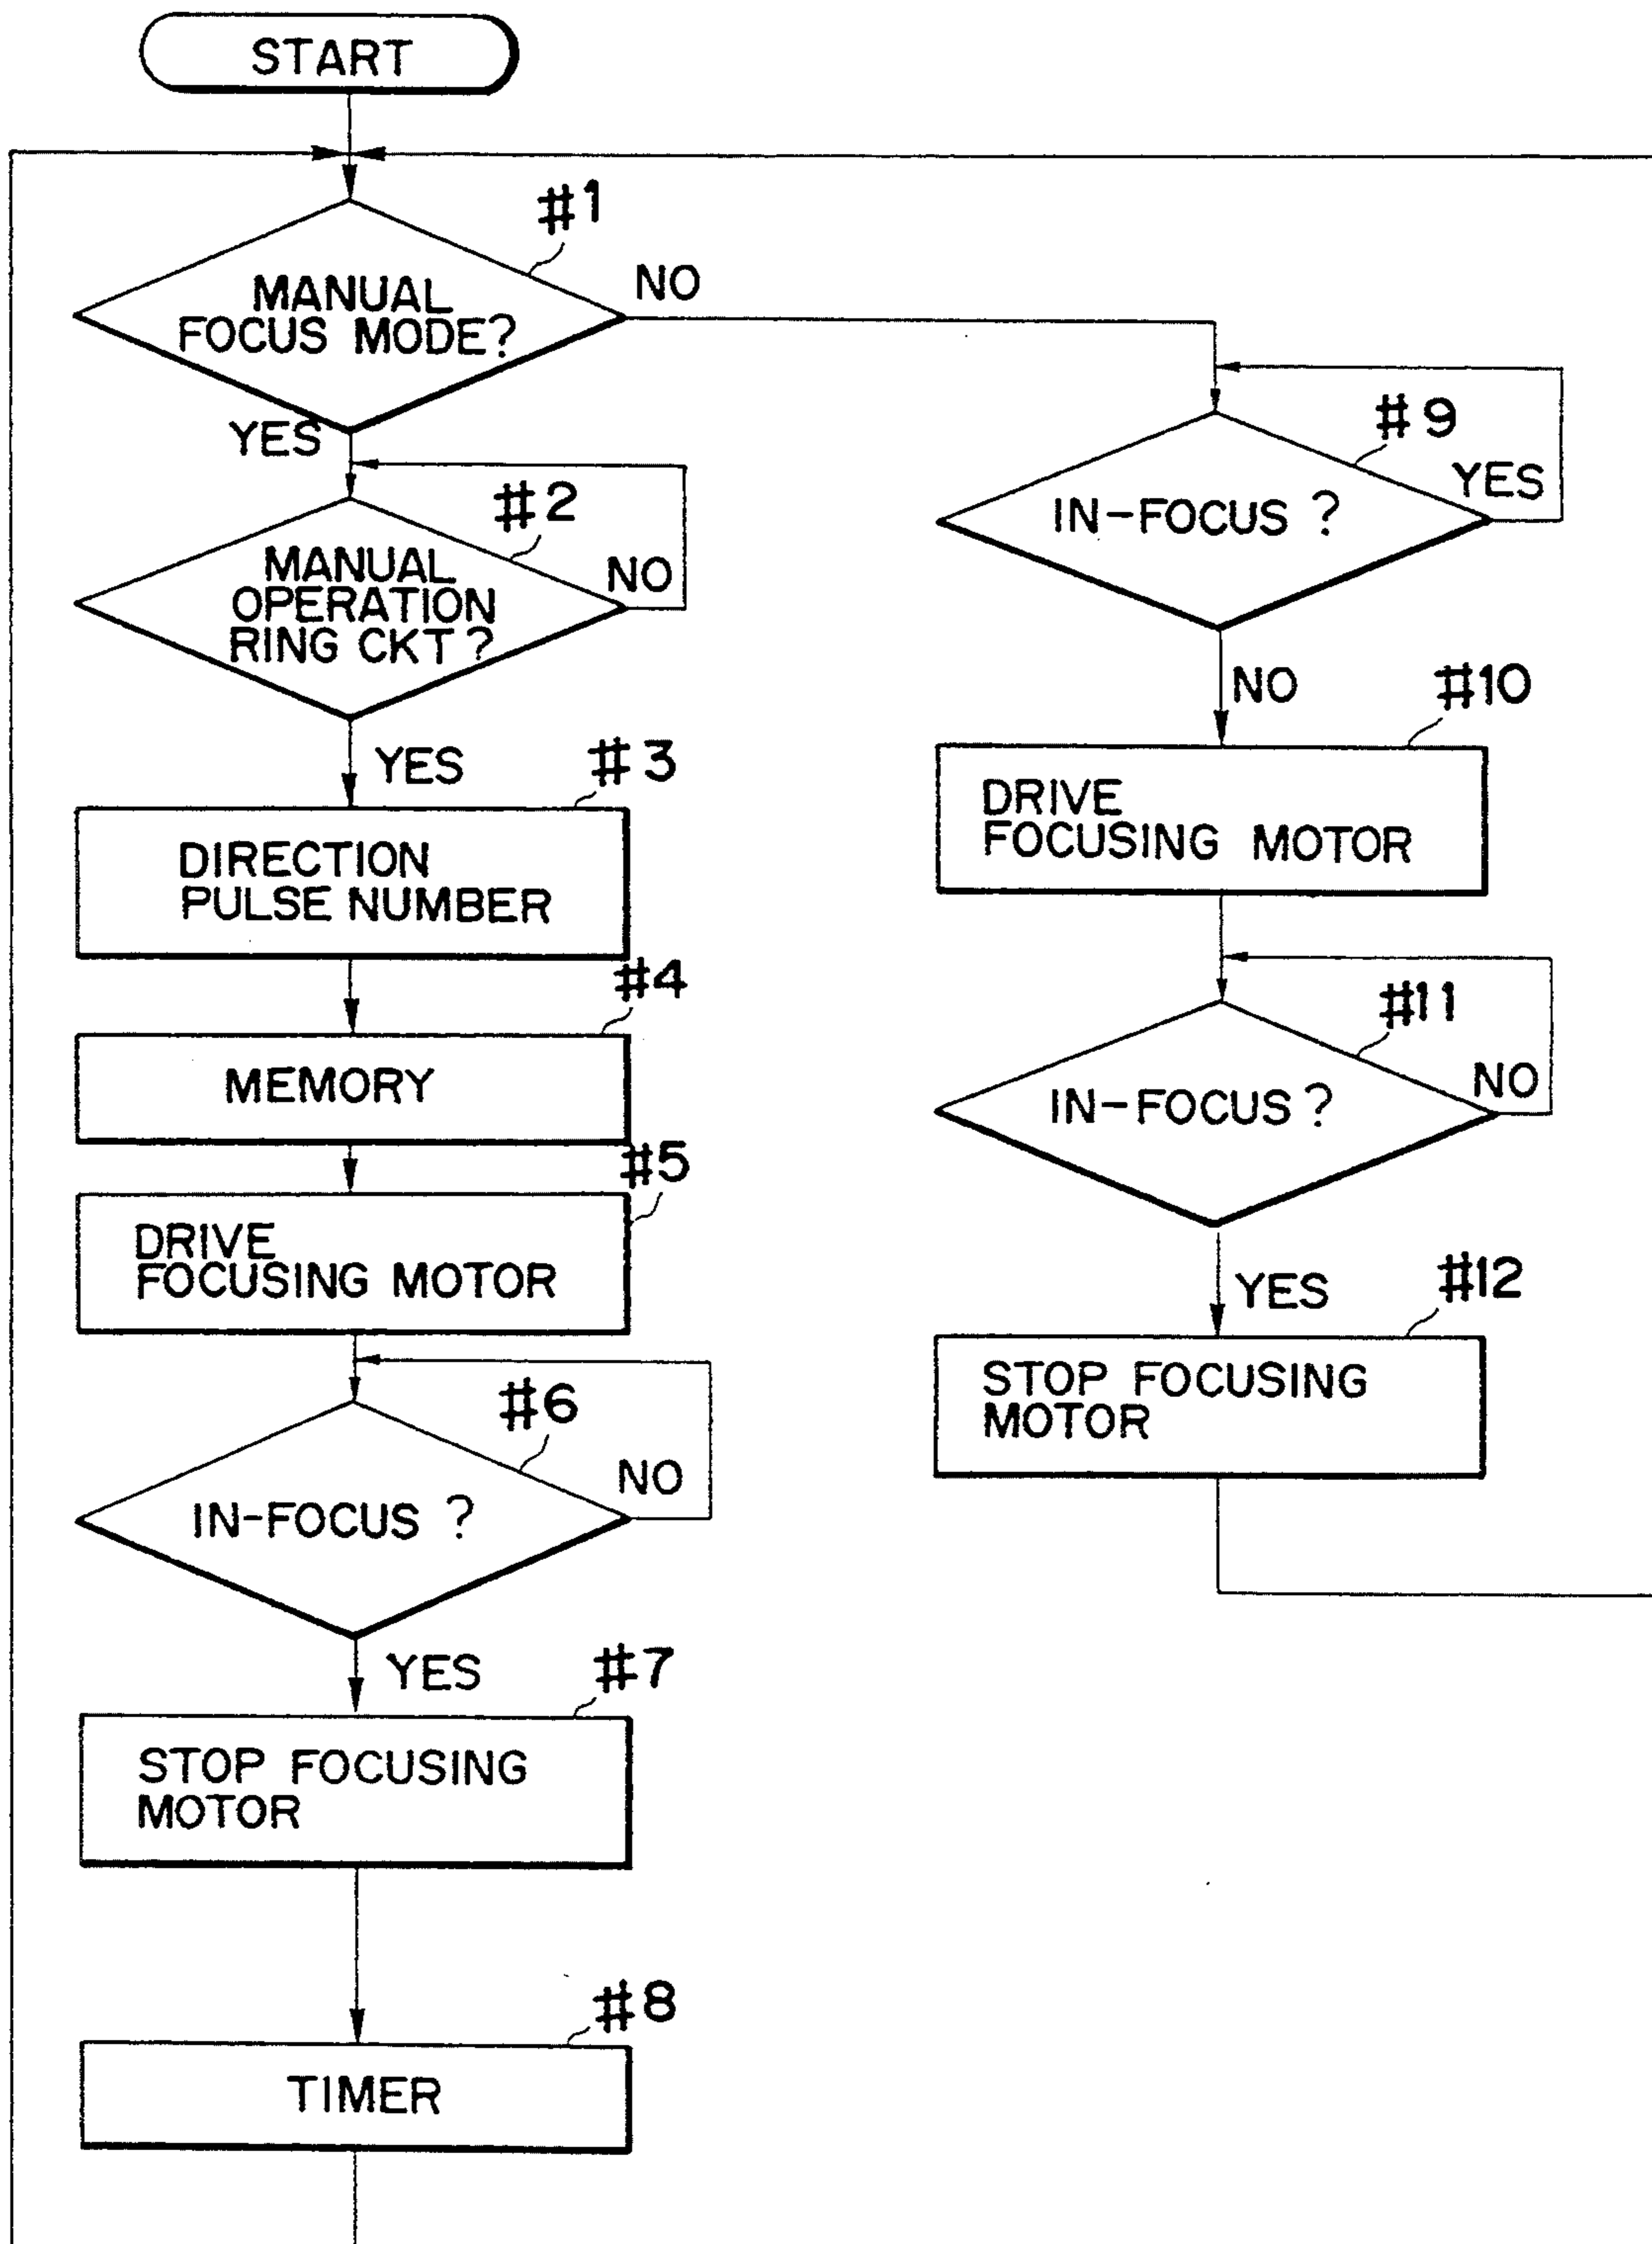 START
#1
MANUAL
FOCUS MODE?
NO
YES
#2
MANUAL
OPERATION
RING CKT?
NO
YES
#3
DIRECTION
PULSE NUMBER
#4
MEMORY
#5
DRIVE
FOCUSING MOTOR
#6
IN-FOCUS ?
NO
YES
#7
STOP FOCUSING
MOTOR
#8
TIMER
#9
IN-FOCUS ?
YES
NO
#10
DRIVE
FOCUSING MOTOR
#11
IN-FOCUS ?
NO
YES
#12
STOP FOCUSING
MOTOR